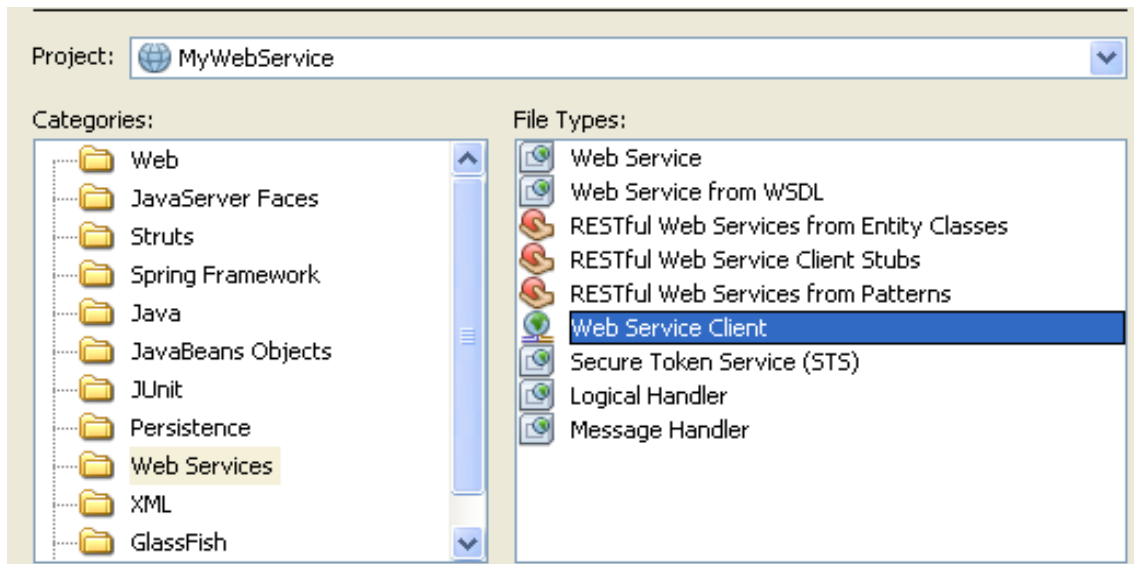 Project: MyWebService
Categories:
Web
JavaServer Faces
Struts
Spring Framework
Java
JavaBeans Objects
JUnit
Persistence
Web Services
XML
GlassFish
File Types:
Web Service
Web Service from WSDL
RESTful Web Services from Entity Classes
RESTful Web Service Client Stubs
RESTful Web Services from Patterns
Web Service Client
Secure Token Service (STS)
Logical Handler
Message Handler